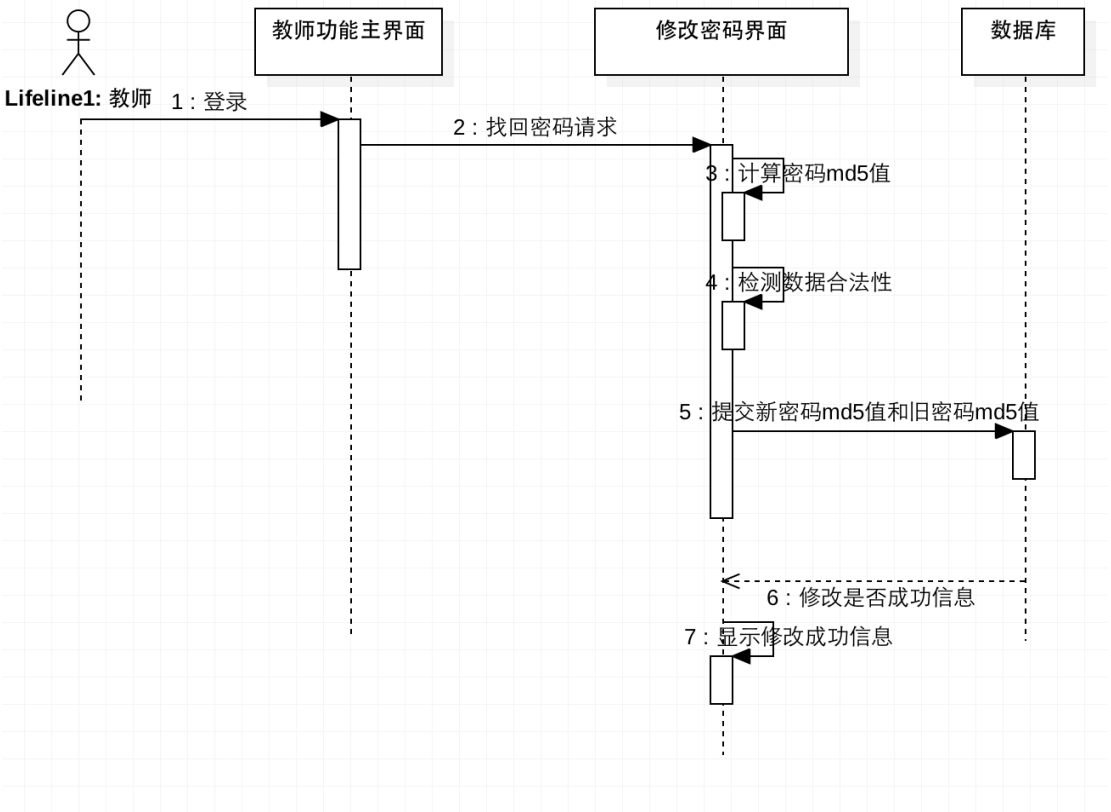 教师功能主界面
修改密码界面
数据库
Lifeline1: 教师
1 : 登录
2 : 找回密码请求
3 : 计算密码md5值
4 : 检测数据合法性
5 : 提交新密码md5值和旧密码md5值
6 : 修改是否成功信息
7 : 显示修改成功信息